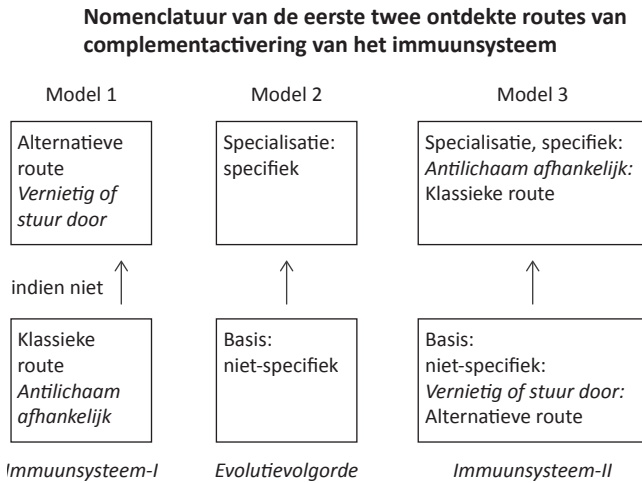 Nomenclatuur van de eerste twee ontdekte routes van
complementactivering van het immuunsysteem
Model 1
Model 2
Model 3
Alternatieve
route
Vernietig of
stuur door
Specialisatie:
specifiek
Specialisatie, specifiek:
Antilichaam afhankelijk:
Klassieke route
indien niet
Klassieke
route
Antilichaam
afhankelijk
Basis:
niet-specifiek
Basis:
niet-specifiek:
Vernietig of stuur door:
Alternatieve route
Immuunsysteem-I
Evolutievolgorde
Immuunsysteem-II